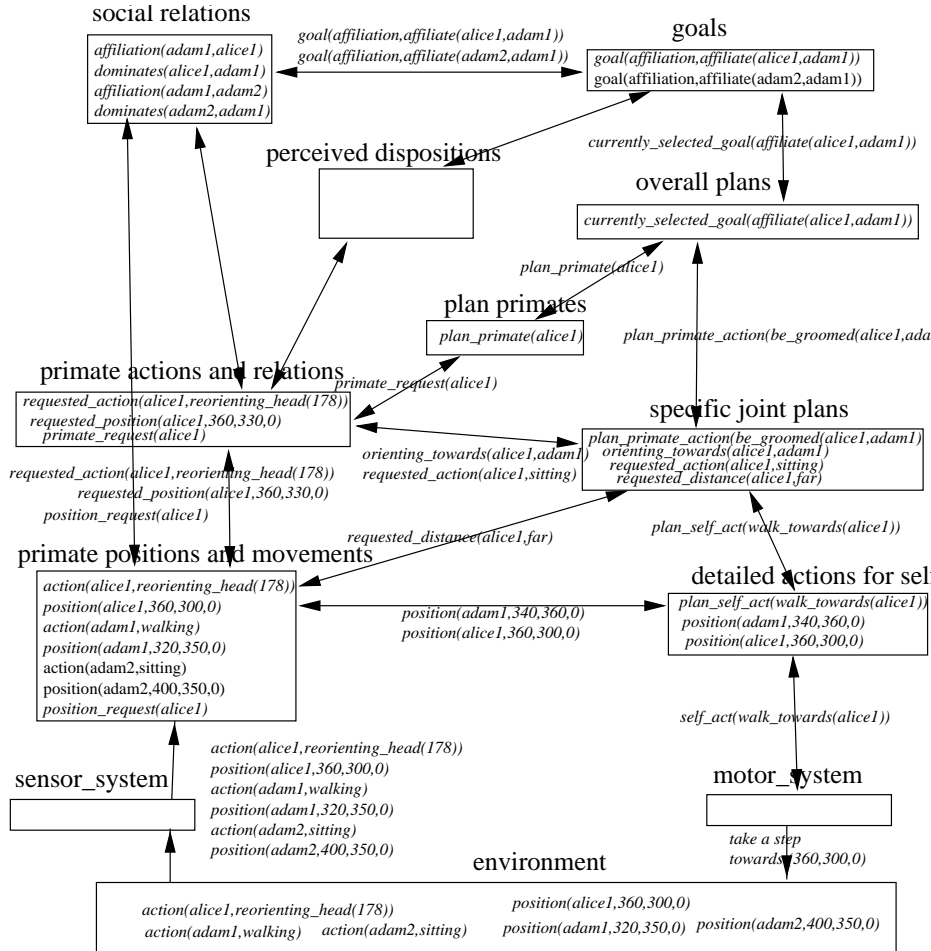 social relations
affiliation(adam1,alice1)
dominates(alice1,adam1)
affiliation(adam1,adam2)
dominates(adam2,adam1)
goal(affiliation,affiliate(alice1,adam1))
goal(affiliation,affiliate(adam2,adam1))
goals
goal(affiliation,affiliate(alice1,adam1))
goal(affiliation,affiliate(adam2,adam1))
perceived dispositions
currently_selected_goal(affiliate(alice1,adam1))
overall plans
currently_selected_goal(affiliate(alice1,adam1))
plan_primate(alice1)
plan primates
plan_primate(alice1)
plan_primate_action(be_groomed(alice1,ada
primate actions and relations
primate_request(alice1)
requested_action(alice1,reorienting_head(178))
requested_position(alice1,360,330,0)
primate_request(alice1)
specific joint plans
plan_primate_action(be_groomed(alice1,adam1)
orienting_towards(alice1,adam1)
requested_action(alice1,sitting)
requested_distance(alice1,far)
orienting_towards(alice1,adam1)
requested_action(alice1,sitting)
requested_action(alice1,reorienting_head(178))
requested_position(alice1,360,330,0)
position_request(alice1)
requested_distance(alice1,far)
plan_self_act(walk_towards(alice1))
primate positions and movements
action(alice1,reorienting_head(178))
position(alice1,360,300,0)
action(adam1,walking)
position(adam1,320,350,0)
action(adam2,sitting)
position(adam2,400,350,0)
position_request(alice1)
position(adam1,340,360,0)
position(alice1,360,300,0)
detailed actions for self
plan_self_act(walk_towards(alice1))
position(adam1,340,360,0)
position(alice1,360,300,0)
self_act(walk_towards(alice1))
sensor_system
action(alice1,reorienting_head(178))
position(alice1,360,300,0)
action(adam1,walking)
position(adam1,320,350,0)
action(adam2,sitting)
position(adam2,400,350,0)
motor_system
take a step
towards (360,300,0)
environment
action(alice1,reorienting_head(178))
position(alice1,360,300,0)
action(adam1,walking)
action(adam2,sitting)
position(adam1,320,350,0)
position(adam2,400,350,0)